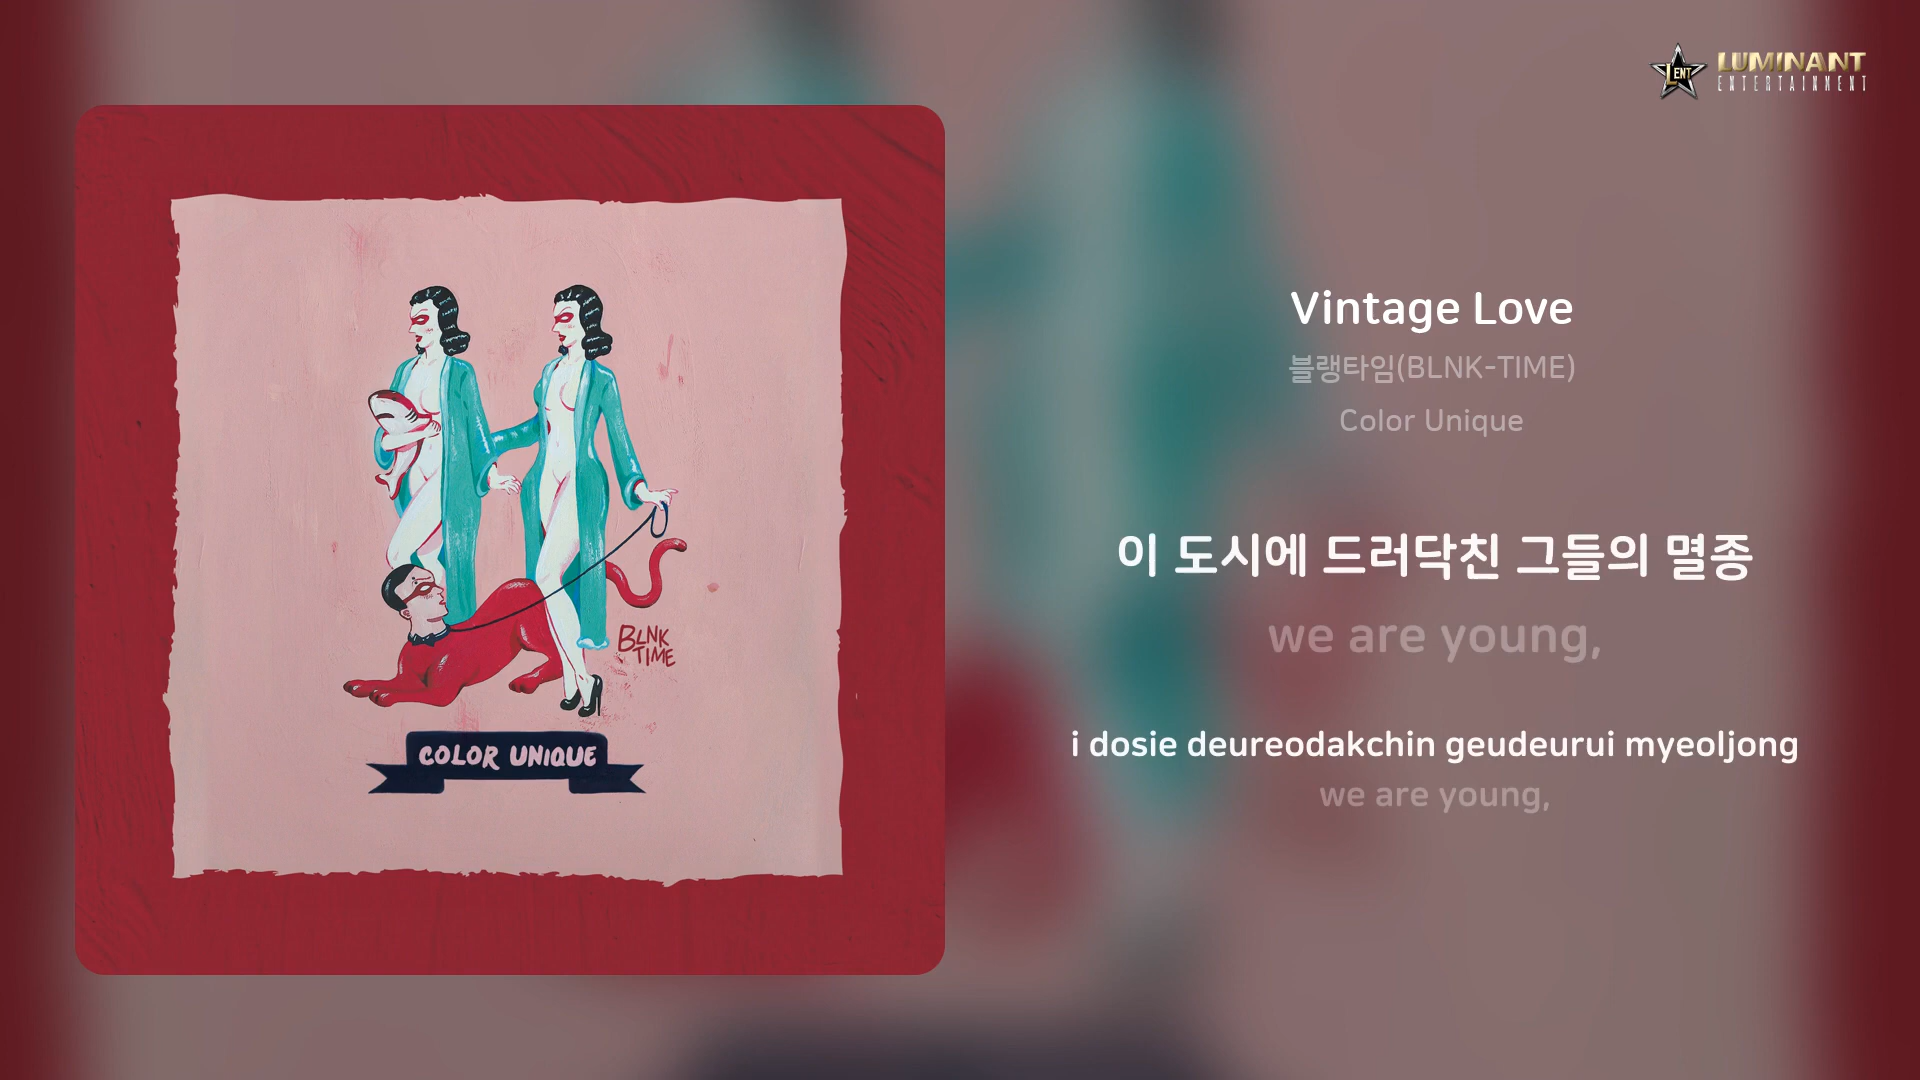 LENT
LUMINANT
ENTERTAINMENT
BLNK
TIME
COLOR UNIQUE
Vintage Love
블랭타임(BLNK-TIME)
Color Unique
이 도시에 드러닥친 그들의 멸종
we are young,
i dosie deureodakchin geudeurui myeoljong
we are young,